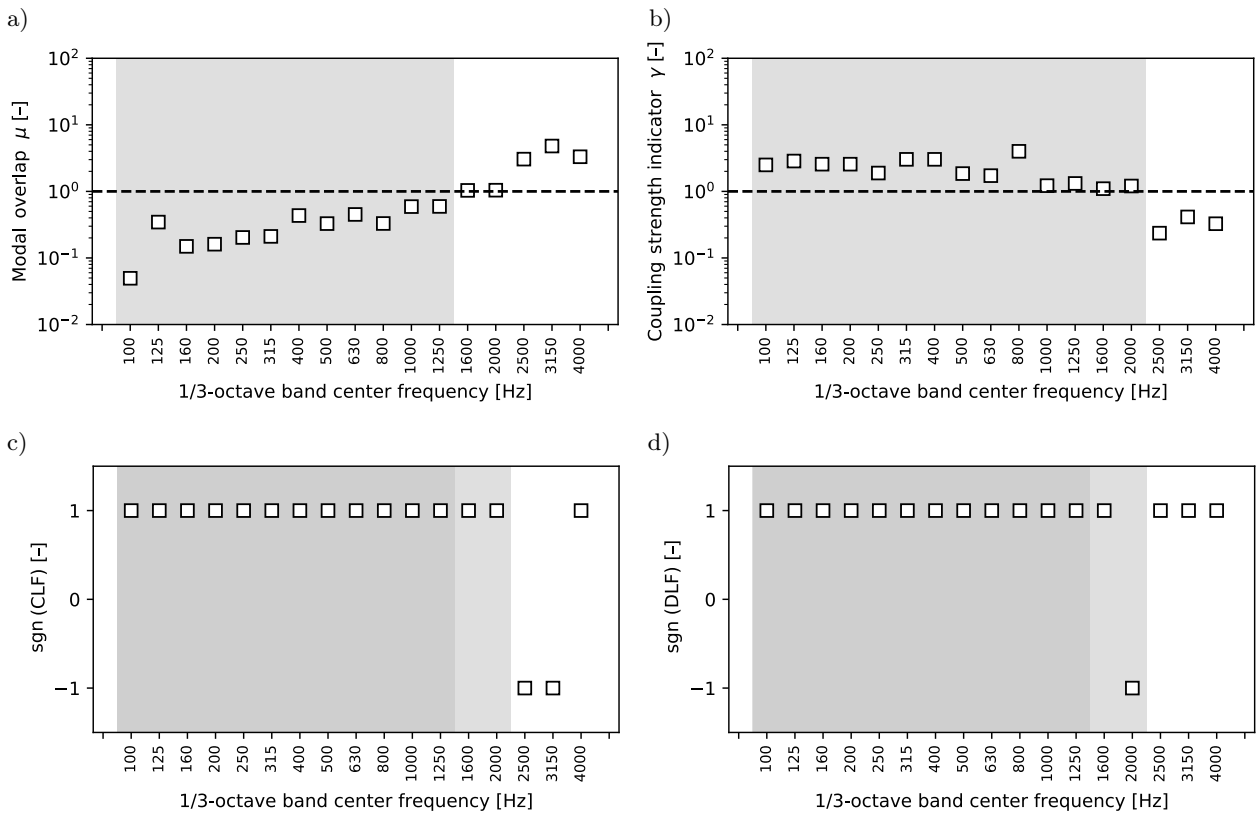 a)
Modal overlap μ [–]
10²
10¹
10⁰
10⁻¹
10⁻²
100 125 160 200 250 315 400 500 630 800 1000 1250 1600 2000 2500 3150 4000
1/3-octave band center frequency [Hz]
b)
Coupling strength indicator γ [–]
10²
10¹
10⁰
10⁻¹
10⁻²
100 125 160 200 250 315 400 500 630 800 1000 1250 1600 2000 2500 3150 4000
1/3-octave band center frequency [Hz]
c)
sgn (CLF) [–]
1
0
−1
100 125 160 200 250 315 400 500 630 800 1000 1250 1600 2000 2500 3150 4000
1/3-octave band center frequency [Hz]
d)
sgn (DLF) [–]
1
0
−1
100 125 160 200 250 315 400 500 630 800 1000 1250 1600 2000 2500 3150 4000
1/3-octave band center frequency [Hz]